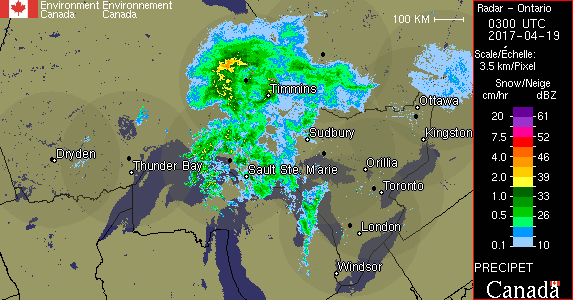 Environment Environnement
Canada Canada
100 KM
Timmins
Ottawa
Sudbury
Kingston
Dryden
Thunder Bay
Sault Ste. Marie
Orillia
Toronto
London
Windsor
Radar - Ontario
0300 UTC
2017-04-19
Scale/Échelle:
3.5 km/Pixel
Snow/Neige
cm/hr dBZ
20 61
7.5 52
4.0 46
2.0 39
1.0 33
0.5 26
0.1 10
PRECIPET
Canada